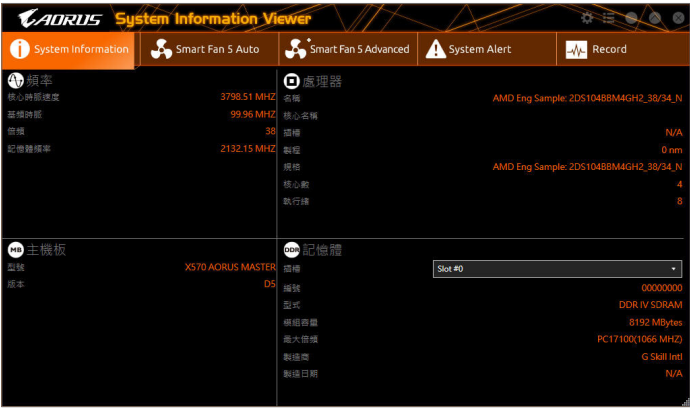 AORUS System Information Viewer
System Information Smart Fan 5 Auto Smart Fan 5 Advanced System Alert Record
頻率
核心時脈速度 3798.51 MHZ
基頻時脈 99.96 MHZ
倍頻 38
記憶體頻率 2132.15 MHZ
處理器
名稱 AMD Eng Sample: 2DS104BBM4GH2_38/34_N
核心名稱
插槽 N/A
製程 0 nm
規格 AMD Eng Sample: 2DS104BBM4GH2_38/34_N
核心數 4
執行緒 8
MB 主機板
型號 X570 AORUS MASTER
版本 D5
DDR 記憶體
插槽 Slot #0
編號 00000000
型式 DDR IV SDRAM
模組容量 8192 MBytes
最大倍頻 PC17100(1066 MHZ)
製造商 G Skill Intl
製造日期 N/A